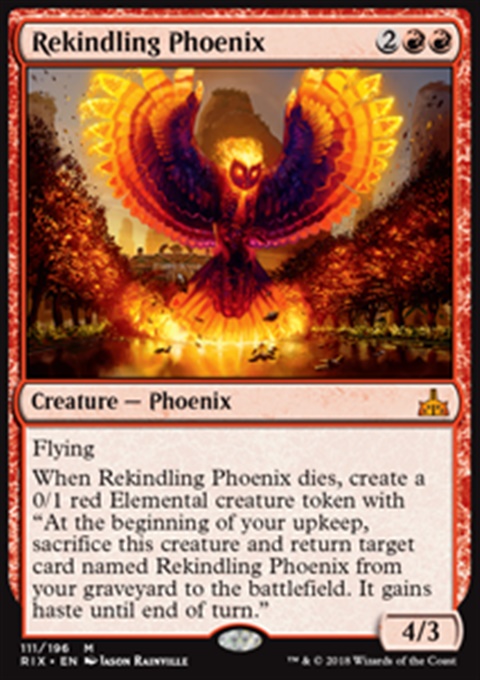 Rekindling Phoenix 2
Creature — Phoenix
Flying
When Rekindling Phoenix dies, create a
0/1 red Elemental creature token with
“At the beginning of your upkeep,
sacrifice this creature and return target
card named Rekindling Phoenix from
your graveyard to the battlefield. It gains
haste until end of turn.”
4/3
111/196 M
RIX • EN Jason Rainville
™ & © 2018 Wizards of the Coast